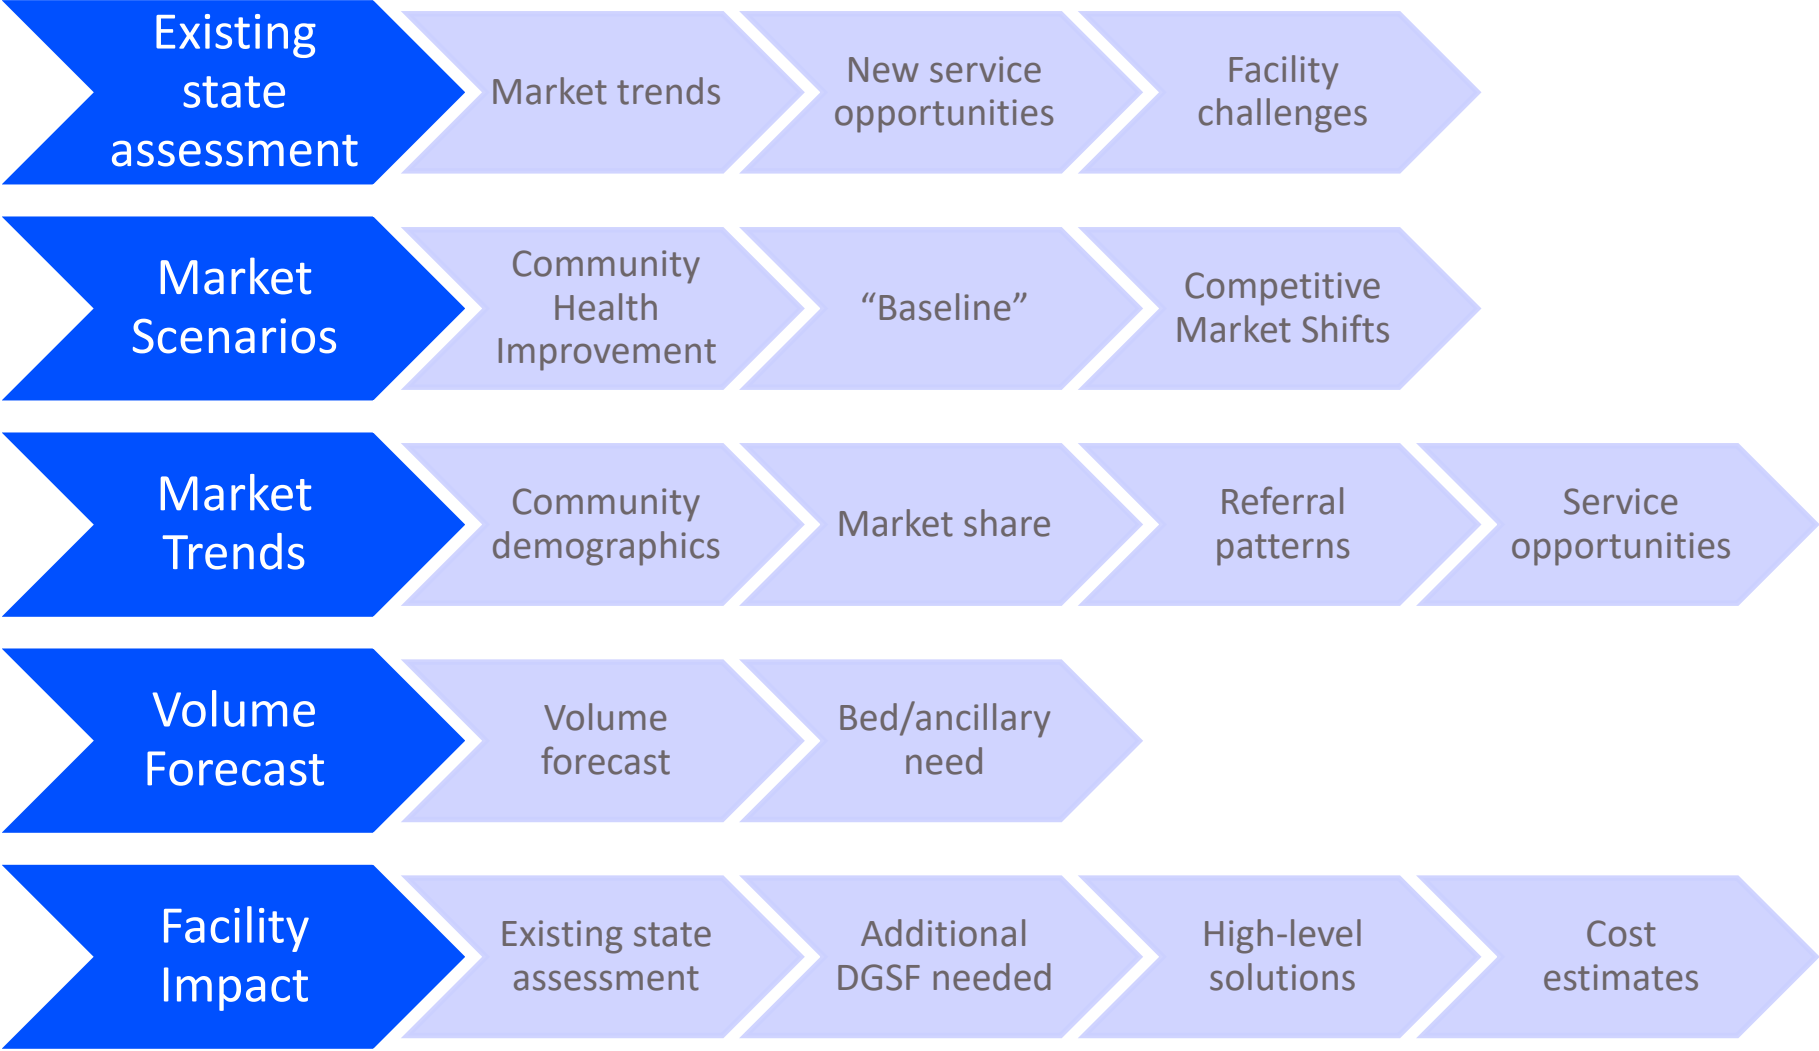 Existing
state
assessment
Market trends
New service
opportunities
Facility
challenges
Market
Scenarios
Community
Health
Improvement
“Baseline”
Competitive
Market Shifts
Market
Trends
Community
demographics
Market share
Referral
patterns
Service
opportunities
Volume
Forecast
Volume
forecast
Bed/ancillary
need
Facility
Impact
Existing state
assessment
Additional
DGSF needed
High-level
solutions
Cost
estimates